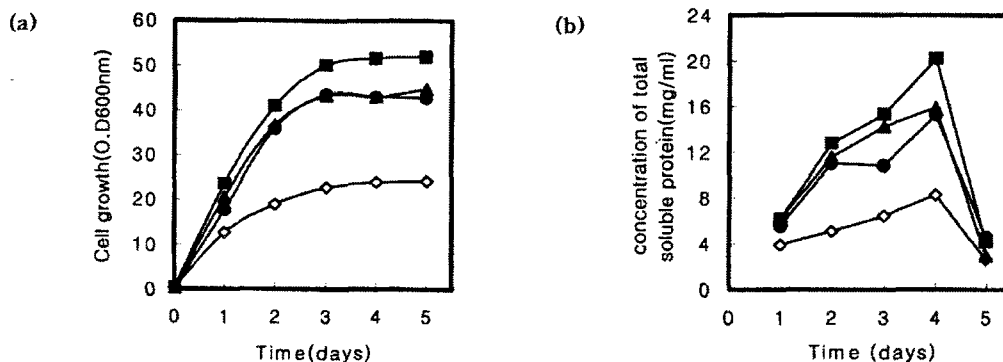 (a)
Cell growth(O.D600nm)
60
50
40
30
20
10
0
0 1 2 3 4 5
Time(days)
(b)
concentration of total
soluble protein(mg/ml)
24
20
16
12
8
4
0
0 1 2 3 4 5
Time (days)